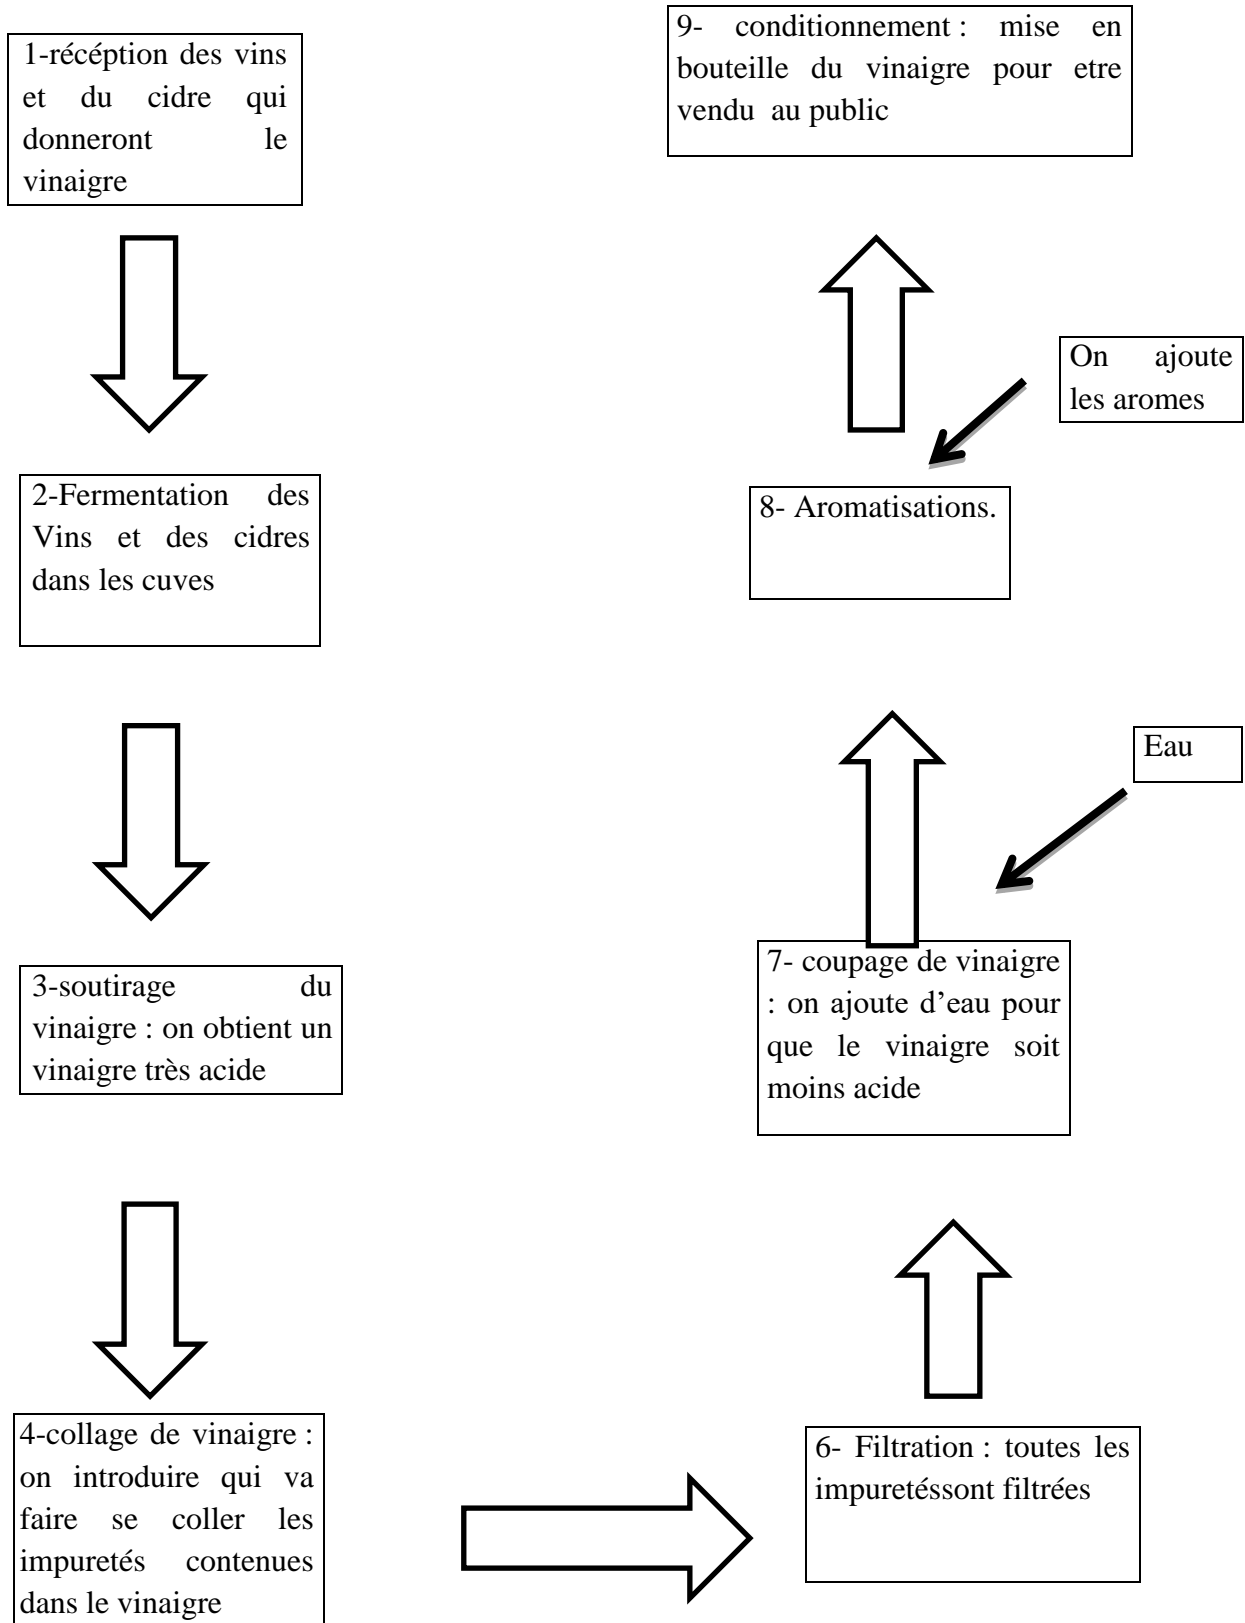 1-récéption des vins
et du cidre qui
donneront le
vinaigre
2-Fermentation des
Vins et des cidres
dans les cuves
3-soutirage du
vinaigre : on obtient un
vinaigre très acide
4-collage de vinaigre :
on introduire qui va
faire se coller les
impuretés contenues
dans le vinaigre
6- Filtration : toutes les
impuretéssont filtrées
7- coupage de vinaigre
: on ajoute d’eau pour
que le vinaigre soit
moins acide
Eau
8- Aromatisations.
On ajoute
les aromes
9- conditionnement : mise en
bouteille du vinaigre pour etre
vendu au public